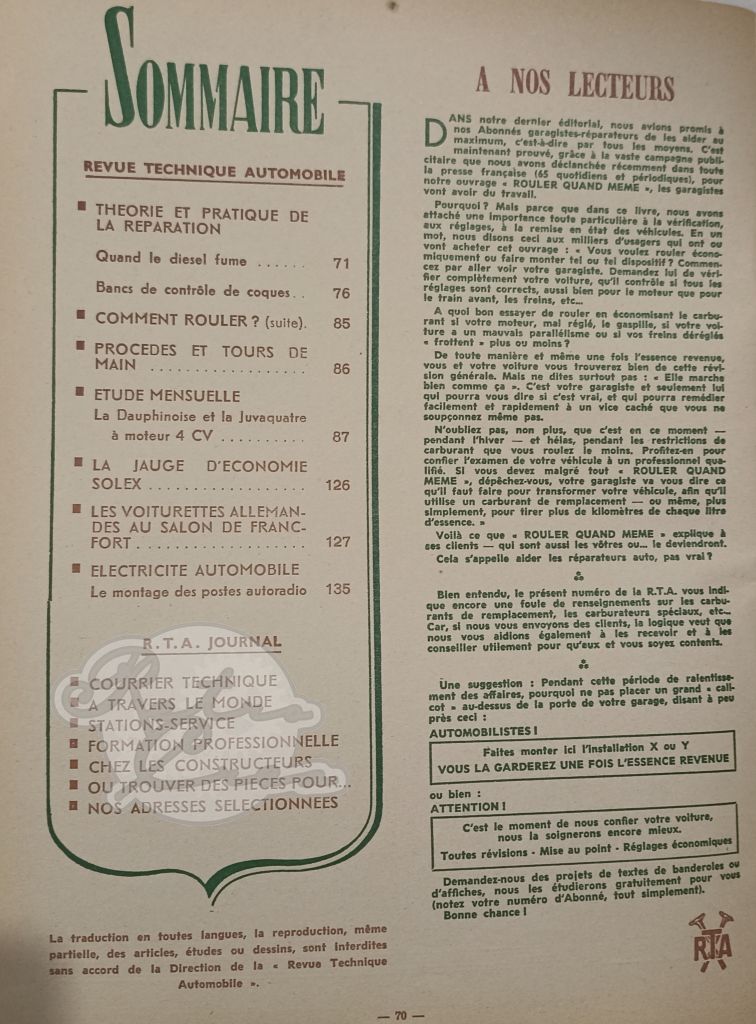 SOMMAIRE
REVUE TECHNIQUE AUTOMOBILE
■ THEORIE ET PRATIQUE DE
LA REPARATION
Quand le diesel fume ...... 71
Bancs de contrôle de coques.. 76
■ COMMENT ROULER ? (suite). 85
■ PROCEDES ET TOURS DE
MAIN .................. 86
■ ETUDE MENSUELLE
La Dauphinoise et la Juvaquatre
à moteur 4 CV .......... 87
■ LA JAUGE D'ECONOMIE
SOLEX .................. 126
■ LES VOITURETTES ALLEMAN-
DES AU SALON DE FRANC-
FORT .................. 127
■ ELECTRICITE AUTOMOBILE
Le montage des postes autoradio 135
R.T.A. JOURNAL
■ COURRIER TECHNIQUE
■ A TRAVERS LE MONDE
■ STATIONS-SERVICE
■ FORMATION PROFESSIONNELLE
■ CHEZ LES CONSTRUCTEURS
■ OU TROUVER DES PIECES POUR...
■ NOS ADRESSES SELECTIONNEES
La traduction en toutes langues, la reproduction, même
partielle, des articles, études ou dessins, sont interdites
sans accord de la Direction de la « Revue Technique
Automobile ».
A NOS LECTEURS
DANS notre dernier éditorial, nous avions promis à
nos Abonnés garagistes-réparateurs de les aider au
maximum, c'est-à-dire par tous les moyens. C'est
maintenant prouvé, grâce à la vaste campagne publi-
citaire que nous avons déclanchée récemment dans toute
la presse française (65 quotidiens et périodiques), pour
notre ouvrage « ROULER QUAND MEME », les garagistes
vont avoir du travail.
Pourquoi ? Mais parce que dans ce livre, nous avons
attaché une importance toute particulière à la vérification,
aux réglages, à la remise en état des véhicules. En un
mot, nous disons ceci aux milliers d'usagers qui ont ou
vont acheter cet ouvrage : « Vous voulez rouler écono-
miquement ou faire monter tel ou tel dispositif ? Commen-
cez par aller voir votre garagiste. Demandez lui de véri-
fier complètement votre voiture, qu'il contrôle si tous les
réglages sont corrects, aussi bien pour le moteur que pour
le train avant, les freins, etc...
A quoi bon essayer de rouler en économisant le carbu-
rant si votre moteur, mal réglé, le gaspille, si votre voi-
ture a un mauvais parallélisme ou si vos freins déréglés
« frottent » plus ou moins ?
De toute manière et même une fois l'essence revenue,
vous et votre voiture vous trouverez bien de cette révi-
sion générale. Mais ne dites surtout pas : « Elle marche
bien comme ça ». C'est votre garagiste et seulement lui
qui pourra vous dire si c'est vrai, et qui pourra remédier
facilement et rapidement à un vice caché que vous ne
soupçonnez même pas.
N'oubliez pas, non plus, que c'est en ce moment —
pendant l'hiver — et hélas, pendant les restrictions de
carburant que vous roulez le moins. Profitez-en pour
confier l'examen de votre véhicule à un professionnel qua-
lifié. Si vous devez malgré tout « ROULER QUAND
MEME », dépêchez-vous, votre garagiste va vous dire ce
qu'il faut faire pour transformer votre véhicule, afin qu'il
utilise un carburant de remplacement — ou même, plus
simplement, pour tirer plus de kilomètres de chaque litre
d'essence. »
Voilà ce que « ROULER QUAND MEME » explique à
ses clients — qui sont aussi les vôtres ou... le deviendront.
Cela s'appelle aider les réparateurs auto, pas vrai ?
Bien entendu, le présent numéro de la R.T.A. vous indi-
que encore une foule de renseignements sur les carbu-
rants de remplacement, les carburateurs spéciaux, etc...
Car, si nous vous envoyons des clients, la logique veut que
nous vous aidions également à les recevoir et à les
conseiller utilement pour qu'eux et vous soyez contents.
Une suggestion : Pendant cette période de ralentisse-
ment des affaires, pourquoi ne pas placer un grand « cali-
cot » au-dessus de la porte de votre garage, disant à peu
près ceci :
AUTOMOBILISTES !
Faites monter ici l'installation X ou Y
VOUS LA GARDEREZ UNE FOIS L'ESSENCE REVENUE
ou bien :
ATTENTION !
C'est le moment de nous confier votre voiture,
nous la soignerons encore mieux.
Toutes révisions - Mise au point - Réglages économiques
Demandez-nous des projets de textes de banderoles ou
d'affiches, nous les étudierons gratuitement pour vous
(notez votre numéro d'Abonné, tout simplement).
Bonne chance !
RTA
— 70 —